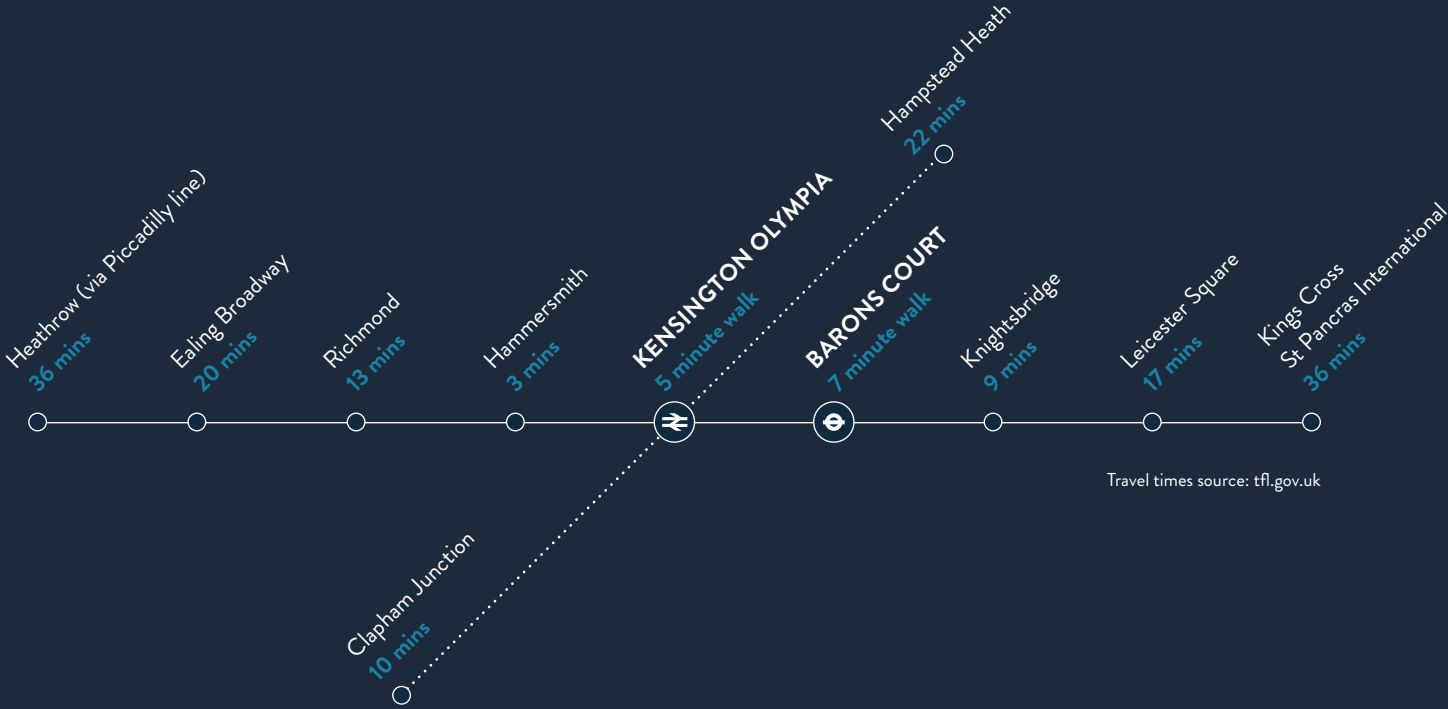 Hampstead Heath
22 mins
Heathrow (via Piccadilly line)
36 mins
Ealing Broadway
20 mins
Richmond
13 mins
Hammersmith
3 mins
KENSINGTON OLYMPIA
5 minute walk
BARONS COURT
7 minute walk
Knightsbridge
9 mins
Leicester Square
17 mins
Kings Cross
St Pancras International
36 mins
Travel times source: tfl.gov.uk
Clapham Junction
10 mins